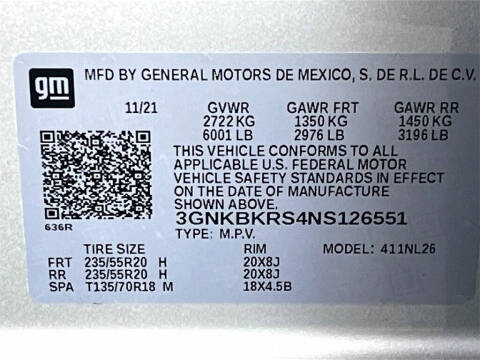 gm MFD BY GENERAL MOTORS DE MEXICO, S. DE R.L. DE C.V.
11/21 GVWR GAWR FRT GAWR RR
2722 KG 1350 KG 1450 KG
6001 LB 2976 LB 3196 LB
THIS VEHICLE CONFORMS TO ALL
APPLICABLE U.S. FEDERAL MOTOR
VEHICLE SAFETY STANDARDS IN EFFECT
ON THE DATE OF MANUFACTURE
3GNKBKRS4NS126551
636R
TYPE: M.P.V.
TIRE SIZE RIM MODEL: 411NL26
FRT 235/55R20 H 20X8J
RR 235/55R20 H 20X8J
SPA T135/70R18 M 18X4.5B